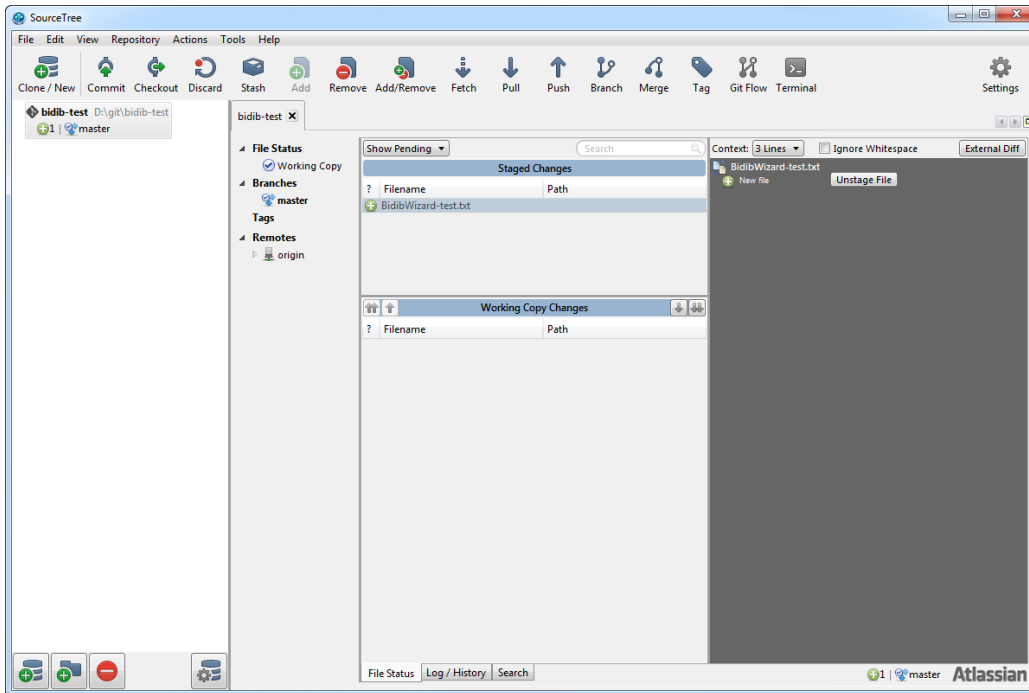 SourceTree
File Edit View Repository Actions Tools Help
Clone / New Commit Checkout Discard Stash Add Remove Add/Remove Fetch Pull Push Branch Merge Tag Git Flow Terminal Settings
bidib-test D:\git\bidib-test
1 | master
bidib-test
File Status
Working Copy
Branches
master
Tags
Remotes
origin
Show Pending Search
Staged Changes
? Filename Path
BidibWizard-test.txt
Working Copy Changes
? Filename Path
Context: 3 Lines Ignore Whitespace External Diff
BidibWizard-test.txt
New file Unstage File
File Status Log / History Search
1 | master Atlassian